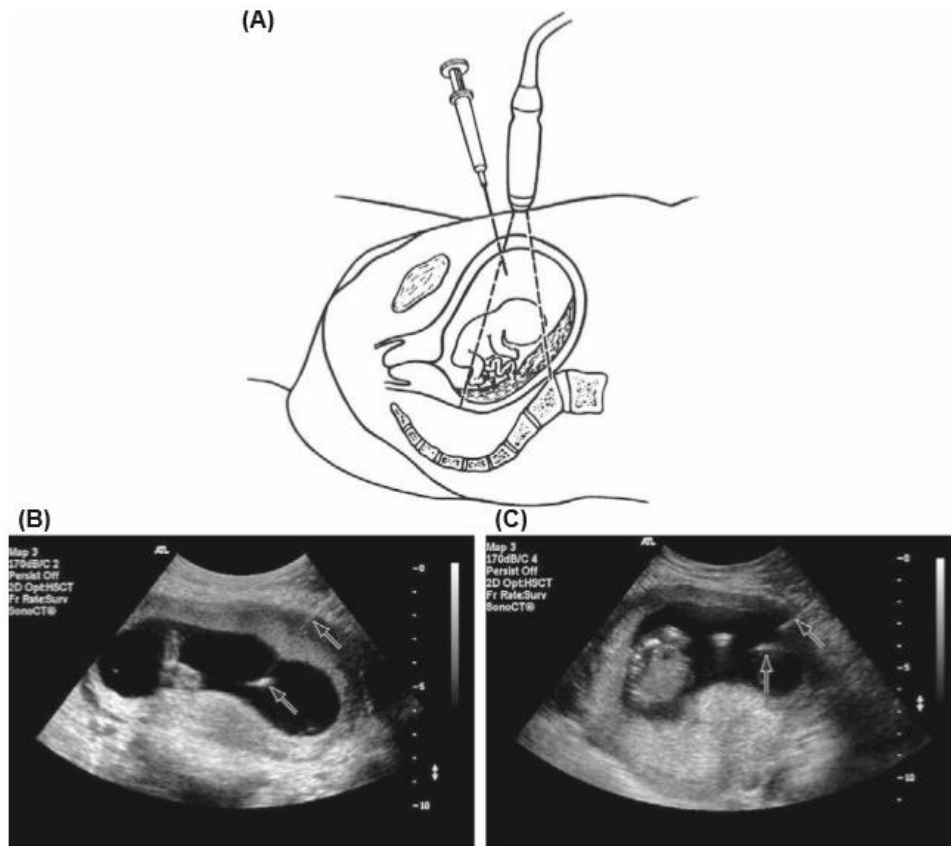 (A)
(B)
(C)
Map 3
170dB/C 2
Persist Off
2D Opt:HSCT
Fr Rate:Surv
SonoCT®
ATL
0
5
10
Map 3
170dB/C 4
Persist Off
2D Opt:HSCT
Fr Rate:Surv
SonoCT®
ATL
0
5
10